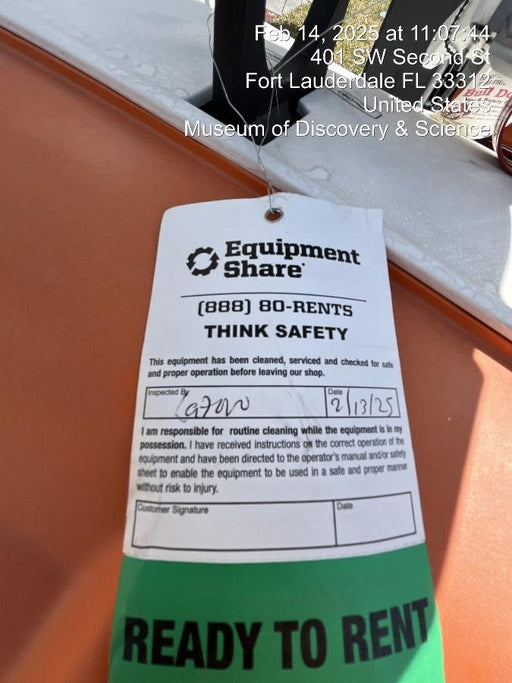 Feb 14, 2025 at 11:07:44
401 SW Second St
Fort Lauderdale FL 33312
United States
Museum of Discovery & Science
Bull Do
Equipment
Share
(888) 80-RENTS
THINK SAFETY
This equipment has been cleaned, serviced and checked for safe
and proper operation before leaving our shop.
Inspected By
Date 2/13/25
I am responsible for routine cleaning while the equipment is in my
possession. I have received instructions on the correct operation of the
equipment and have been directed to the operator's manual and/or safety
sheet to enable the equipment to be used in a safe and proper manner
without risk to injury.
Customer Signature Date
READY TO RENT